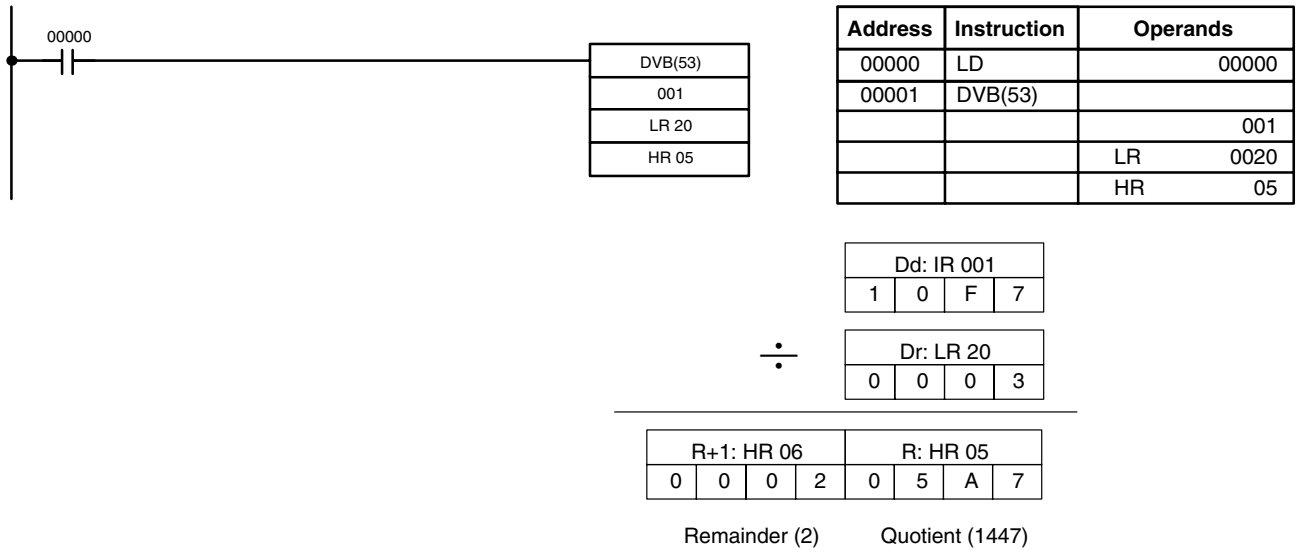 00000
DVB(53)
001
LR 20
HR 05
Address Instruction Operands
00000 LD 00000
00001 DVB(53)
001
LR 0020
HR 05
Dd: IR 001
1 0 F 7
÷
Dr: LR 20
0 0 0 3
R+1: HR 06 R: HR 05
0 0 0 2 0 5 A 7
Remainder (2) Quotient (1447)